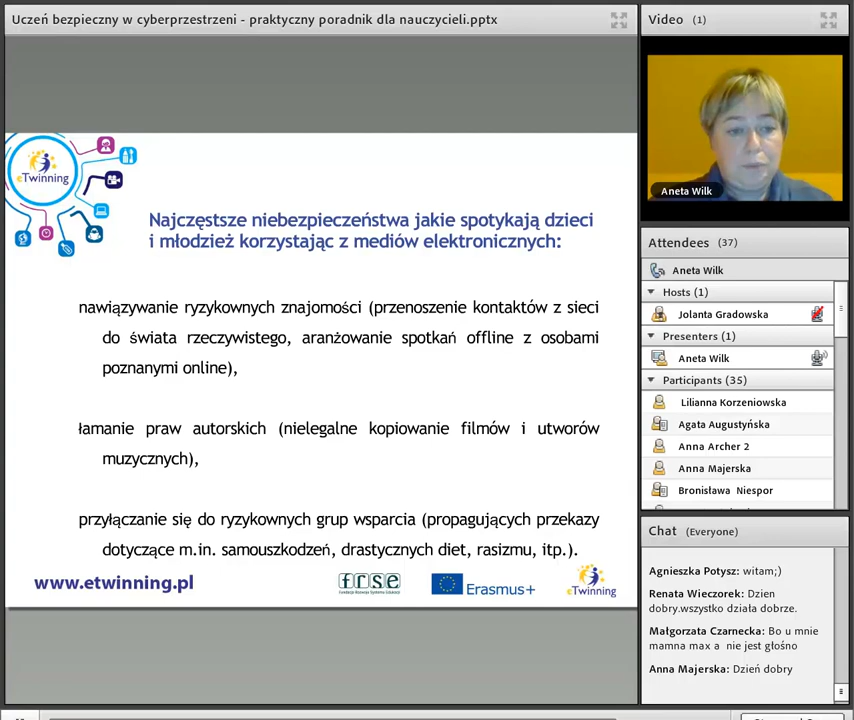 Uczeń bezpieczny w cyberprzestrzeni - praktyczny poradnik dla nauczycieli.pptx
eTwinning
Najczęstsze niebezpieczeństwa jakie spotykają dzieci
i młodzież korzystając z mediów elektronicznych:
nawiązywanie ryzykownych znajomości (przenoszenie kontaktów z sieci
do świata rzeczywistego, aranżowanie spotkań offline z osobami
poznanymi online),
łamanie praw autorskich (nielegalne kopiowanie filmów i utworów
muzycznych),
przyłączanie się do ryzykownych grup wsparcia (propagujących przekazy
dotyczące m.in. samouszkodzeń, drastycznych diet, rasizmu, itp.).
www.etwinning.pl
frse
Fundacja Rozwoju Systemu Edukacji
Erasmus+
eTwinning
Video (1)
Aneta Wilk
Attendees (37)
Aneta Wilk
Hosts (1)
Jolanta Gradowska
Presenters (1)
Aneta Wilk
Participants (35)
Lilianna Korzeniowska
Agata Augustyńska
Anna Archer 2
Anna Majerska
Bronisława Niespor
Chat (Everyone)
Agnieszka Potysz: witam;)
Renata Wieczorek: Dzien
dobry.wszystko działa dobrze.
Małgorzata Czarnecka: Bo u mnie
mamna max a nie jest głośno
Anna Majerska: Dzień dobry